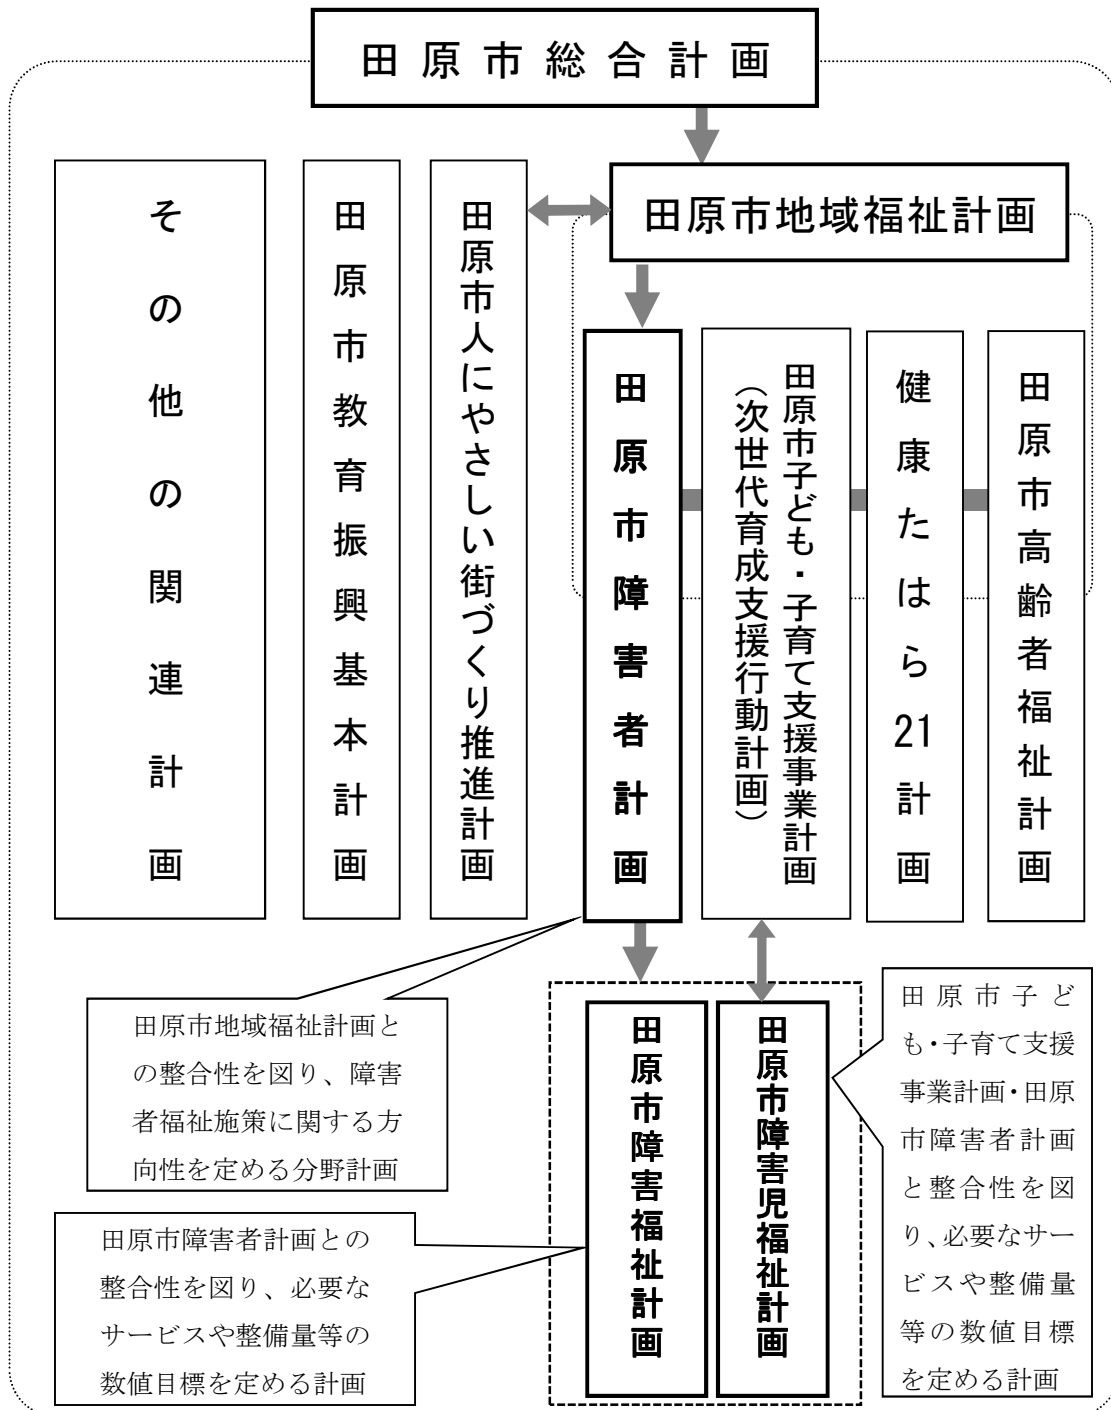 田原市総合計画
田原市地域福祉計画
その他の関連計画
田原市教育振興基本計画
田原市人にやさしい街づくり推進計画
田原市障害者計画
田原市子ども・子育て支援事業計画
（次世代育成支援行動計画）
健康たはら21計画
田原市高齢者福祉計画
田原市地域福祉計画と
の整合性を図り、障害
者福祉施策に関する方
向性を定める分野計画
田原市障害者計画との
整合性を図り、必要な
サービスや整備量等の
数値目標を定める計画
田原市障害福祉計画
田原市障害児福祉計画
田原市子ど
も・子育て支援
事業計画・田原
市障害者計画
と整合性を図
り、必要なサー
ビスや整備量
等の数値目標
を定める計画